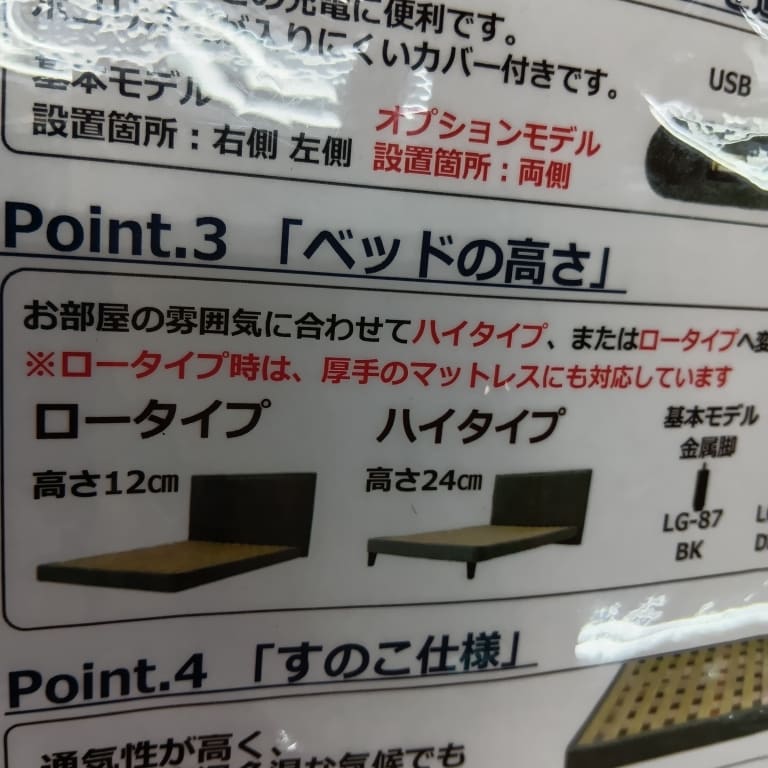 の充電に便利です。
が入りにくいカバー付きです。
基本モデル
設置箇所：右側 左側
オプションモデル
設置箇所：両側
USB
Point.3 「ベッドの高さ」
お部屋の雰囲気に合わせてハイタイプ、またはロータイプへ変
※ロータイプ時は、厚手のマットレスにも対応しています
ロータイプ
高さ12㎝
ハイタイプ
高さ24㎝
基本モデル
金属脚
LG-87
BK
Point.4 「すのこ仕様」
通気性が高く、
な気候でも